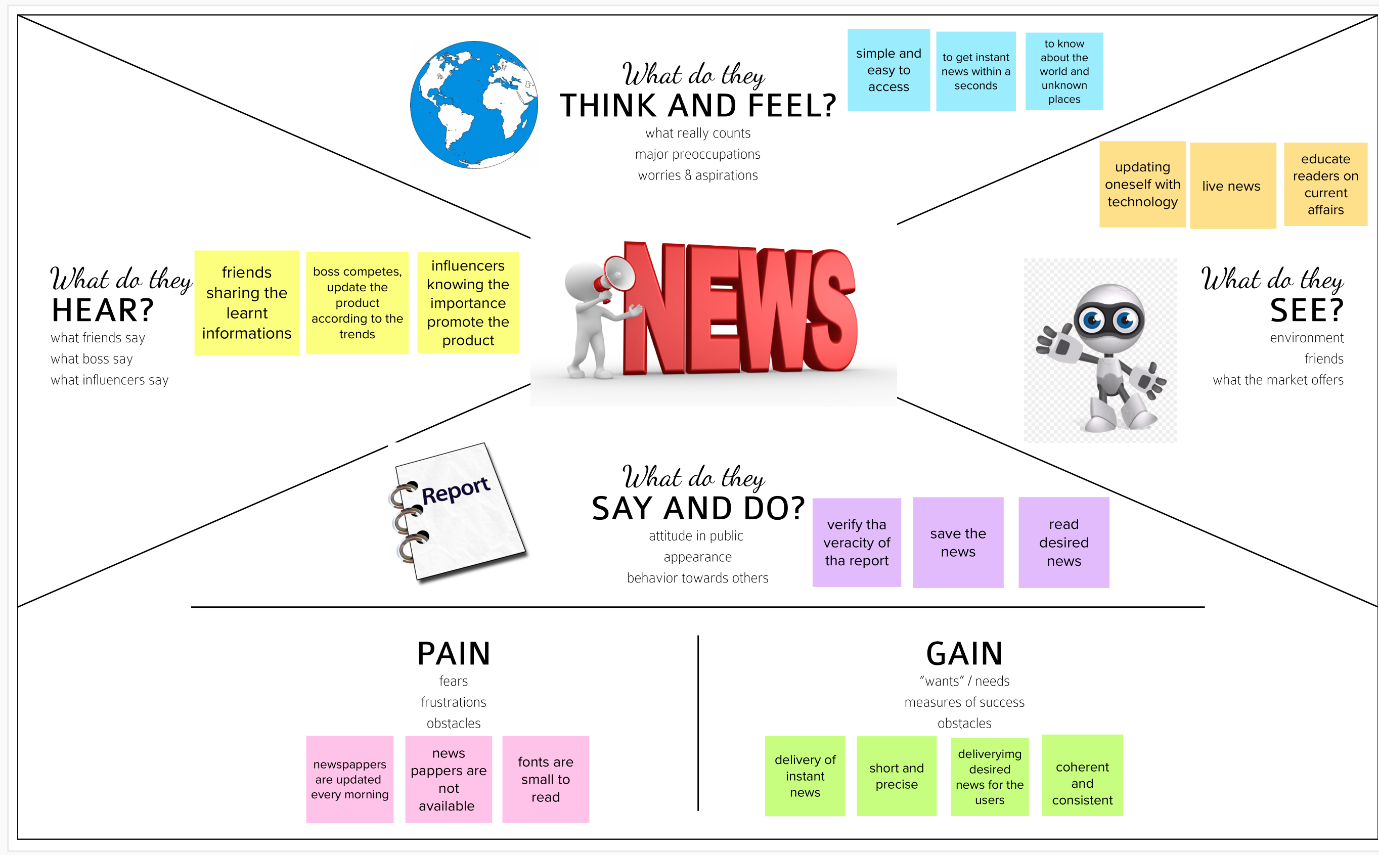 What do they
THINK AND FEEL?
what really counts
major preoccupations
worries & aspirations
simple and
easy to
access
to get instant
news within a
seconds
to know
about the
world and
unknown
places
What do they
HEAR?
what friends say
what boss say
what influencers say
friends
sharing the
learnt
informations
boss competes,
update the
product
according to the
trends
influencers
knowing the
importance
promote the
product
NEWS
updating
oneself with
technology
live news
educate
readers on
current
affairs
What do they
SEE?
environment
friends
what the market offers
Report
What do they
SAY AND DO?
attitude in public
appearance
behavior towards others
verify tha
veracity of
tha report
save the
news
read
desired
news
PAIN
fears
frustrations
obstacles
newspappers
are updated
every morning
news
pappers are
not
available
fonts are
small to
read
GAIN
“wants” / needs
measures of success
obstacles
delivery of
instant
news
short and
precise
deliveryimg
desired
news for the
users
coherent
and
consistent